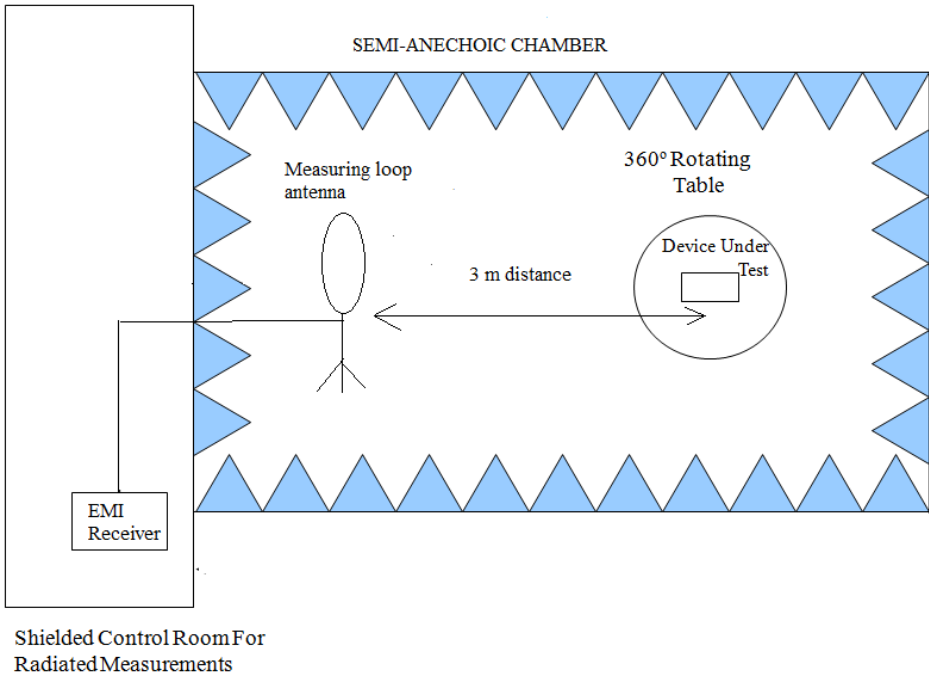 SEMI-ANECHOIC CHAMBER
Measuring loop
antenna
360º Rotating
Table
Device Under
Test
3 m distance
EMI
Receiver
Shielded Control Room For
Radiated Measurements